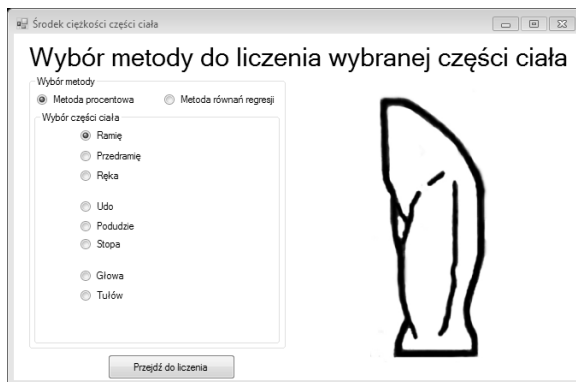 Środek ciężkości części ciała
Wybór metody do liczenia wybranej części ciała
Wybór metody
Metoda procentowa Metoda równań regresji
Wybór części ciała
Ramię
Przedramię
Ręka
Udo
Podudzie
Stopa
Głowa
Tułów
Przejdź do liczenia